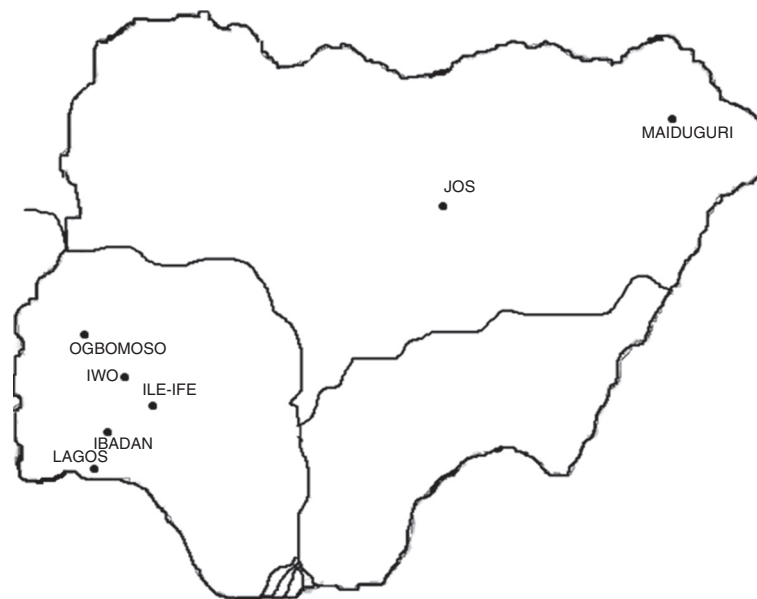 MAIDUGURI
JOS
OGBOMOSO
IWO
ILE-IFE
IBADAN
LAGOS